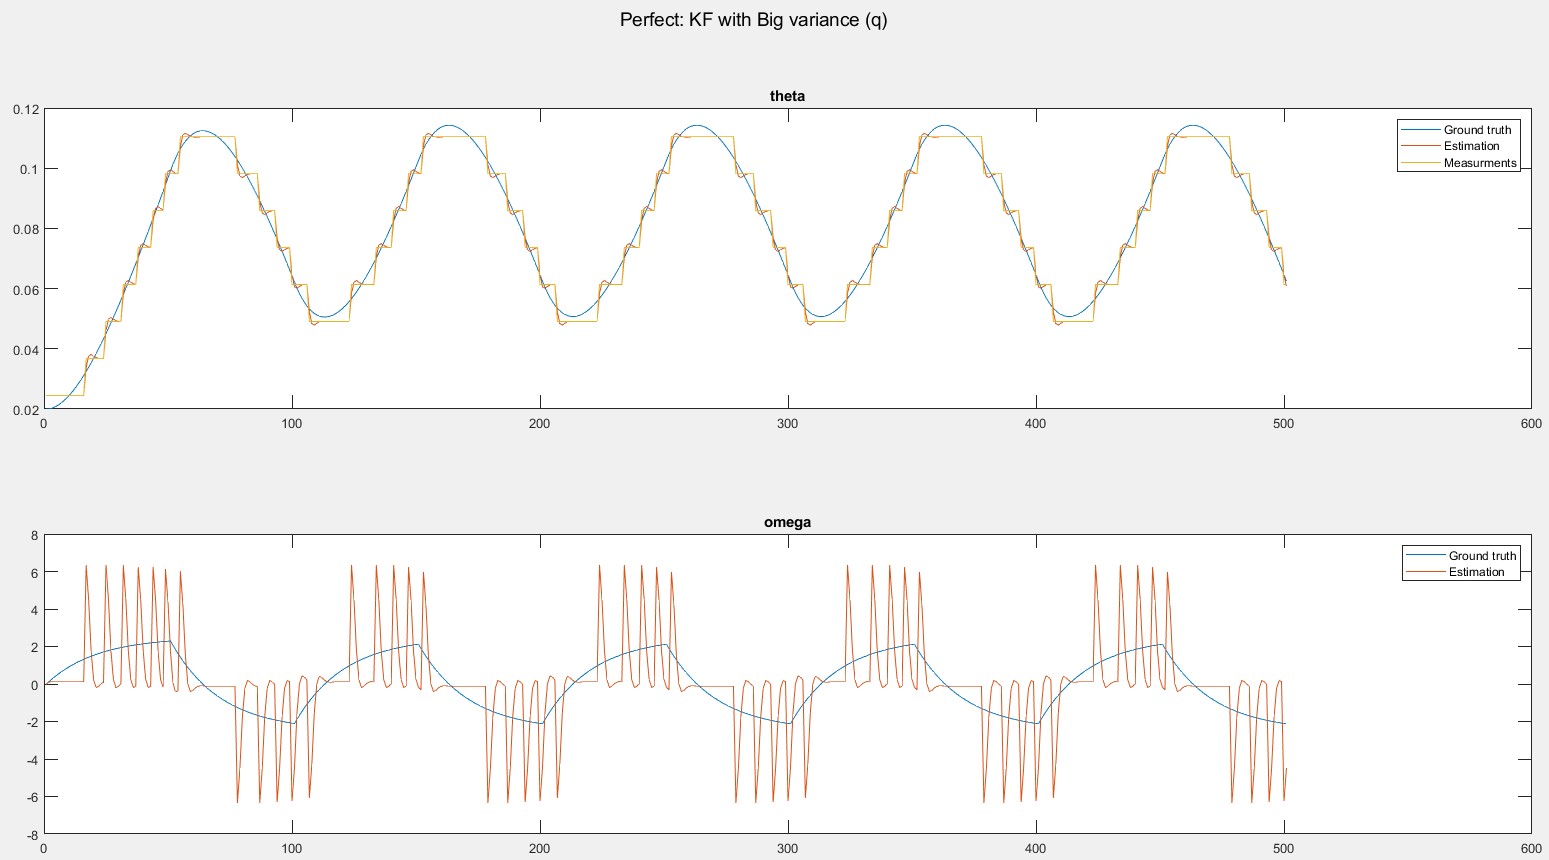 Perfect: KF with Big variance (q)
theta
0.12
0.1
0.08
0.06
0.04
0.02
0 100 200 300 400 500 600
Ground truth
Estimation
Measurments
omega
8
6
4
2
0
-2
-4
-6
-8
0 100 200 300 400 500 600
Ground truth
Estimation